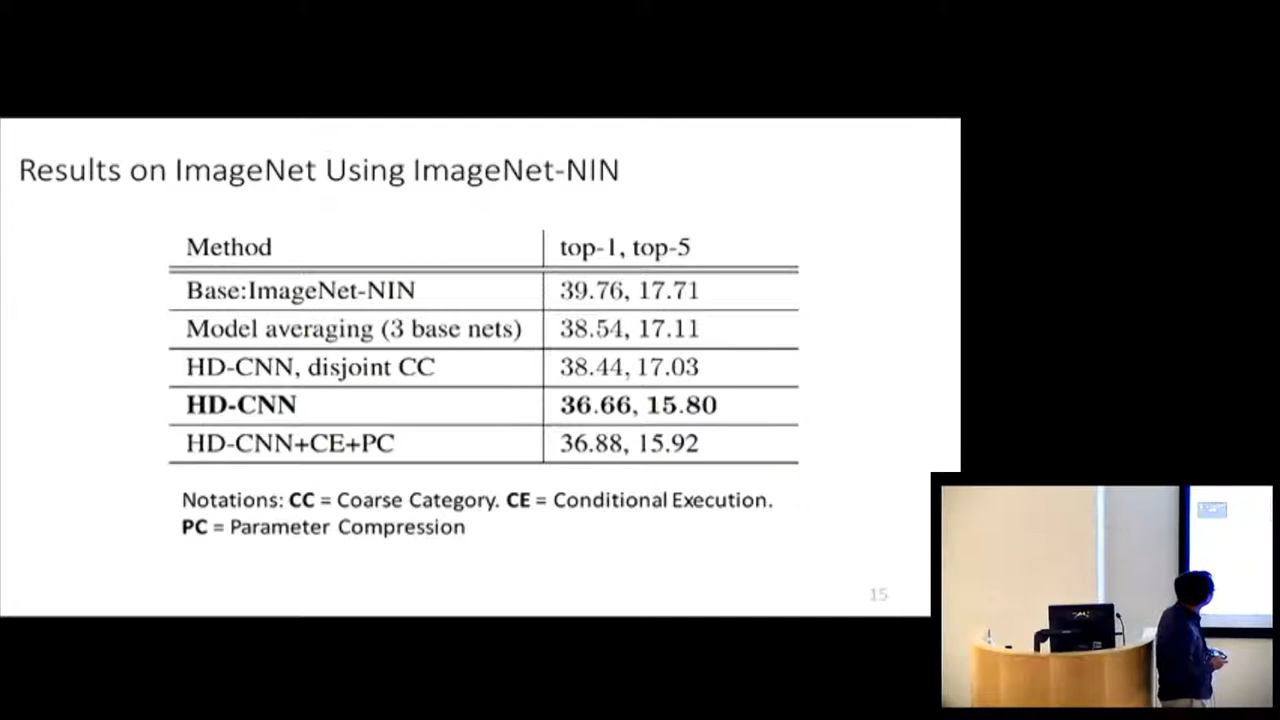 Results on ImageNet Using ImageNet-NIN
Method top-1, top-5
Base:ImageNet-NIN 39.76, 17.71
Model averaging (3 base nets) 38.54, 17.11
HD-CNN, disjoint CC 38.44, 17.03
HD-CNN 36.66, 15.80
HD-CNN+CE+PC 36.88, 15.92
Notations: CC = Coarse Category. CE = Conditional Execution.
PC = Parameter Compression
15